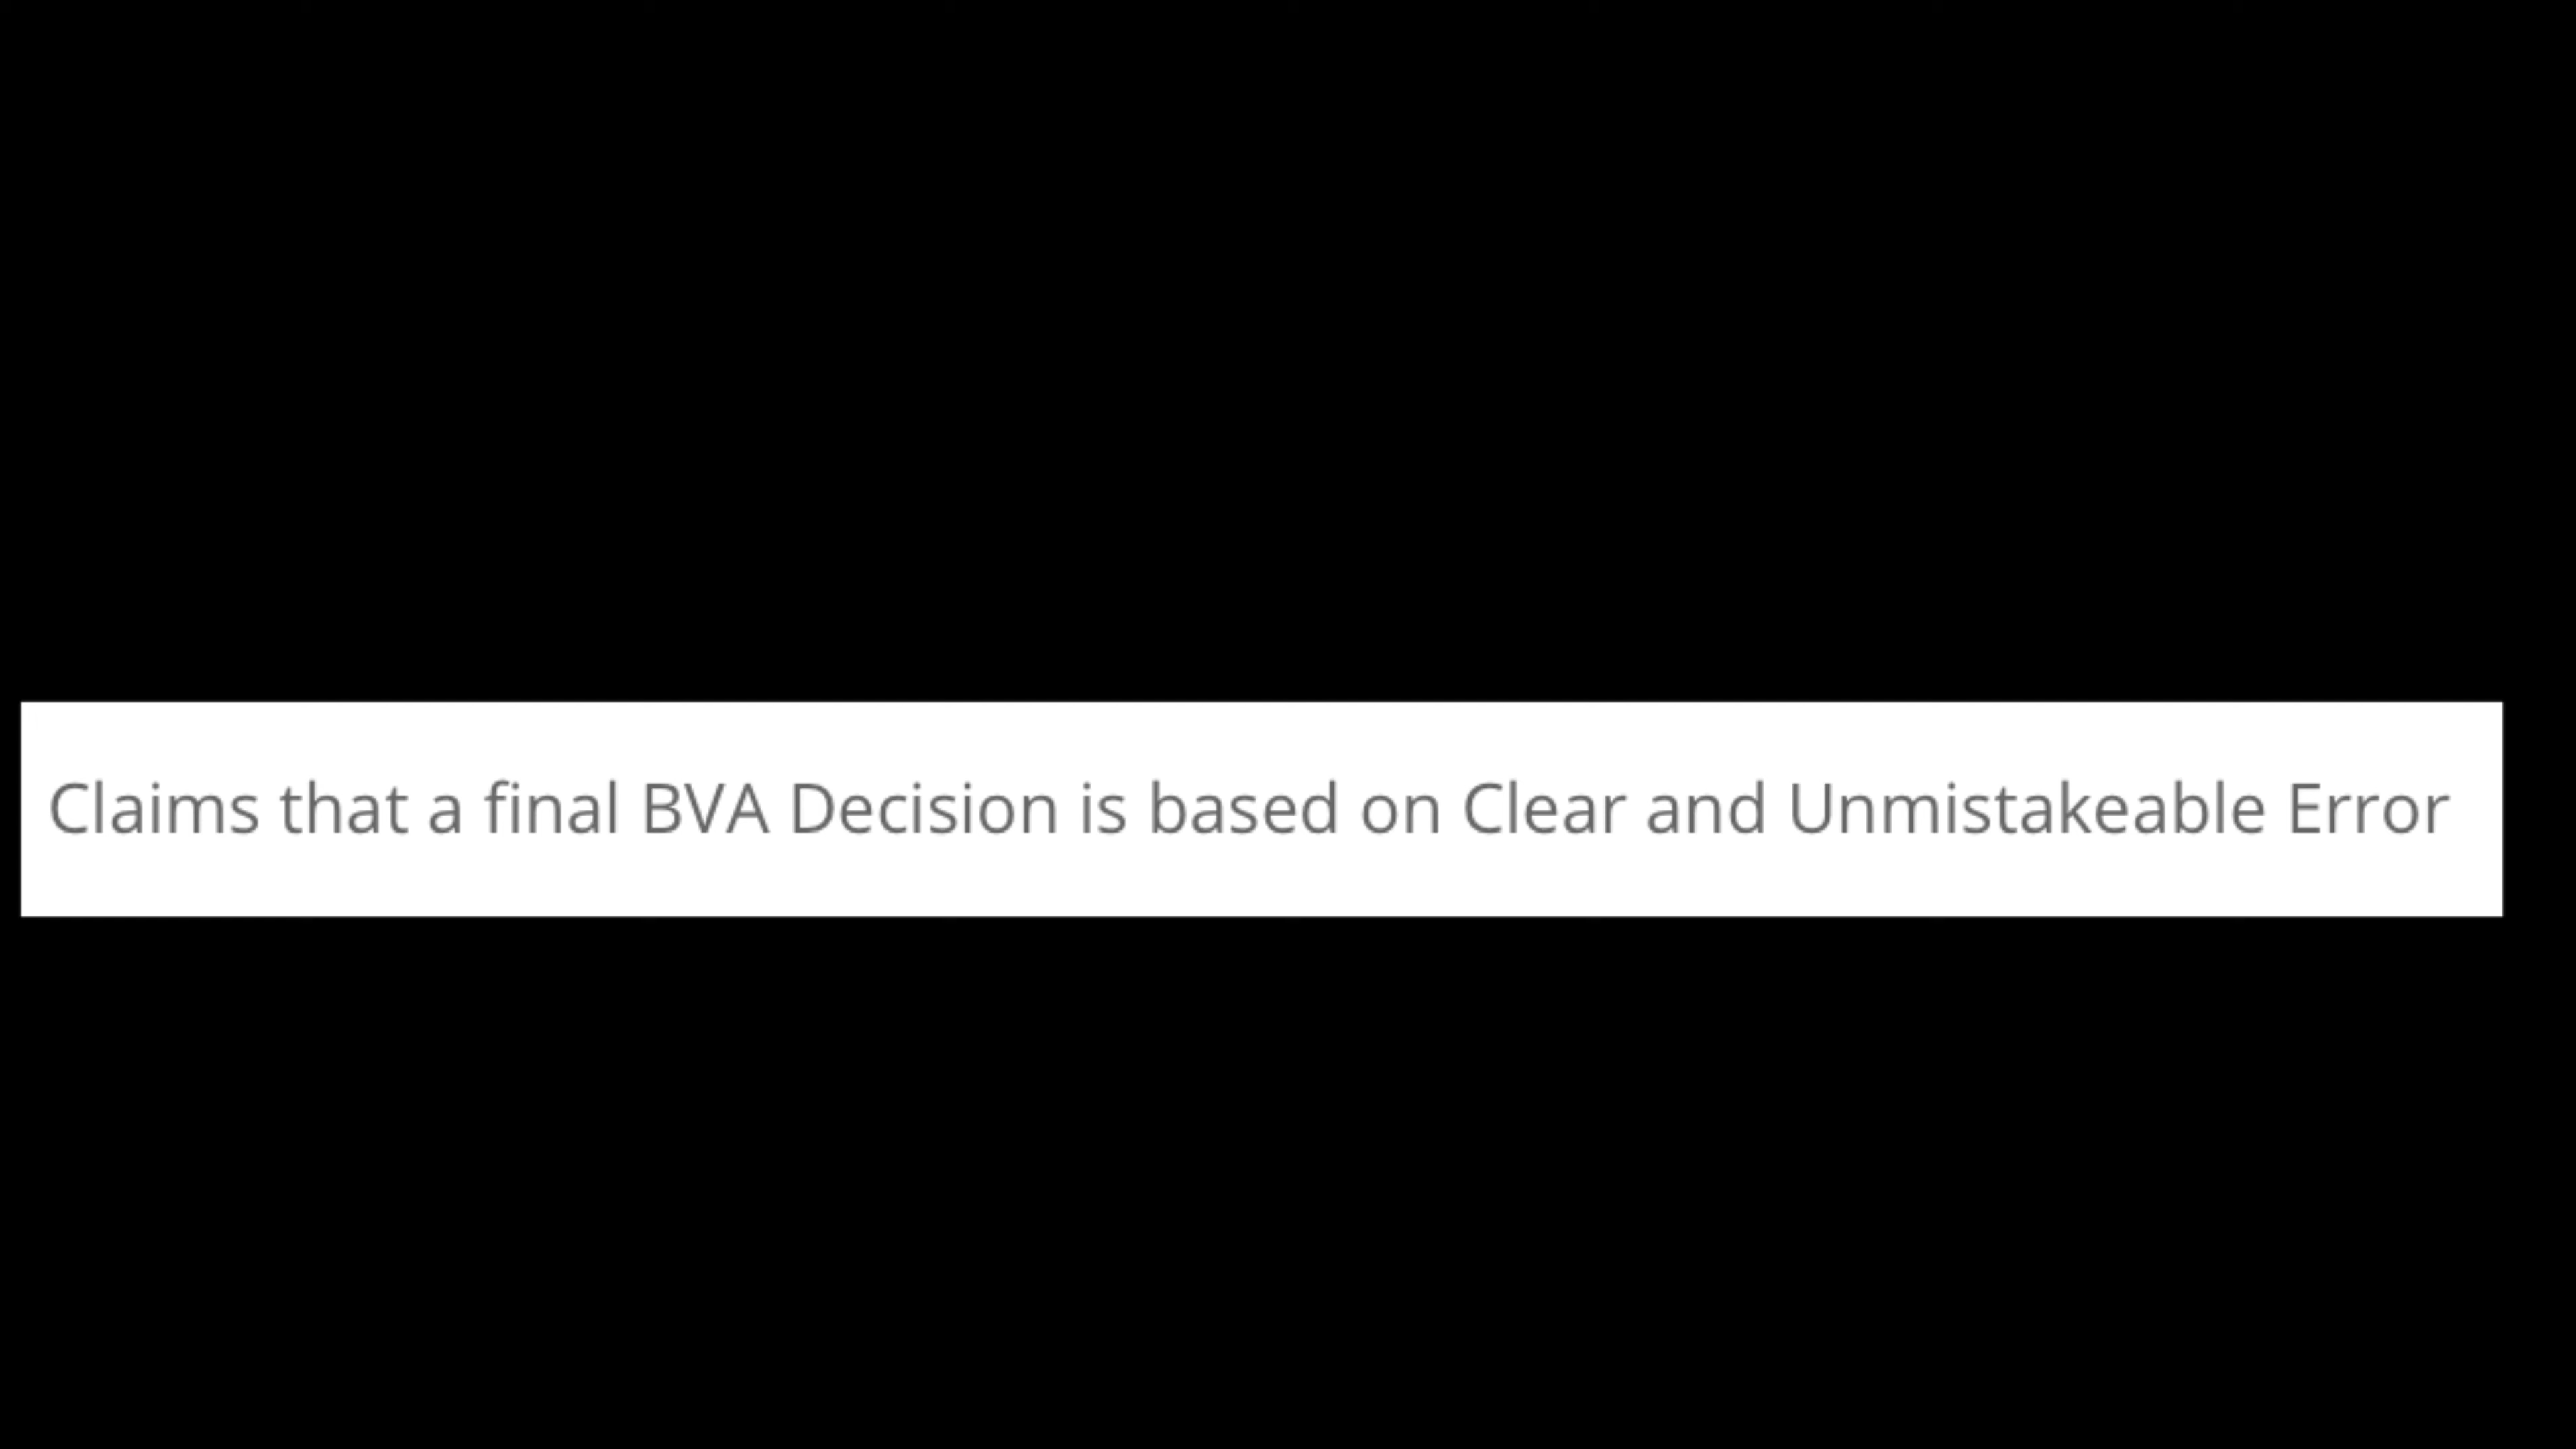 Claims that a final BVA Decision is based on Clear and Unmistakeable Error